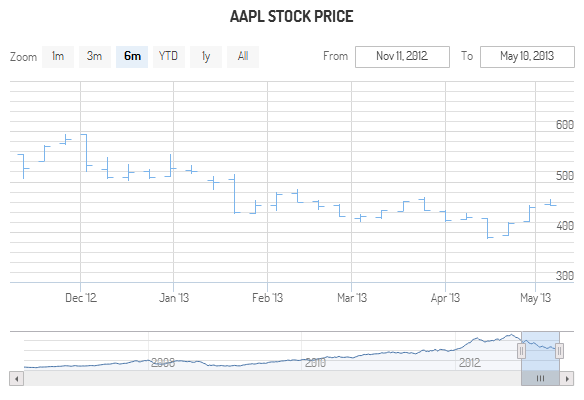 AAPL STOCK PRICE
Zoom 1m 3m 6m YTD 1y All From Nov 11, 2012 To May 10, 2013
600
500
400
300
Dec '12 Jan '13 Feb '13 Mar '13 Apr '13 May '13
2008 2010 2012